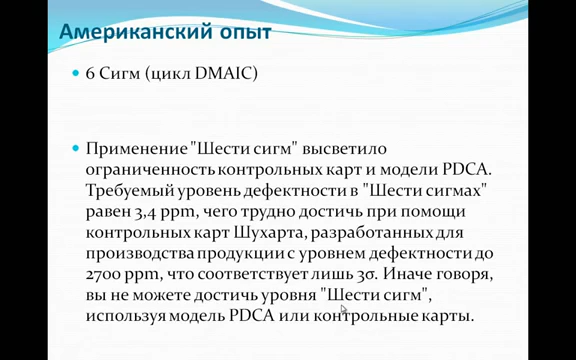 Американский опыт
6 Сигм (цикл DMAIC)
Применение "Шести сигм" высветило
ограниченность контрольных карт и модели PDCA.
Требуемый уровень дефектности в "Шести сигмах"
равен 3,4 ppm, чего трудно достичь при помощи
контрольных карт Шухарта, разработанных для
производства продукции с уровнем дефектности до
2700 ppm, что соответствует лишь 3σ. Иначе говоря,
вы не можете достичь уровня "Шести сигм",
используя модель PDCA или контрольные карты.